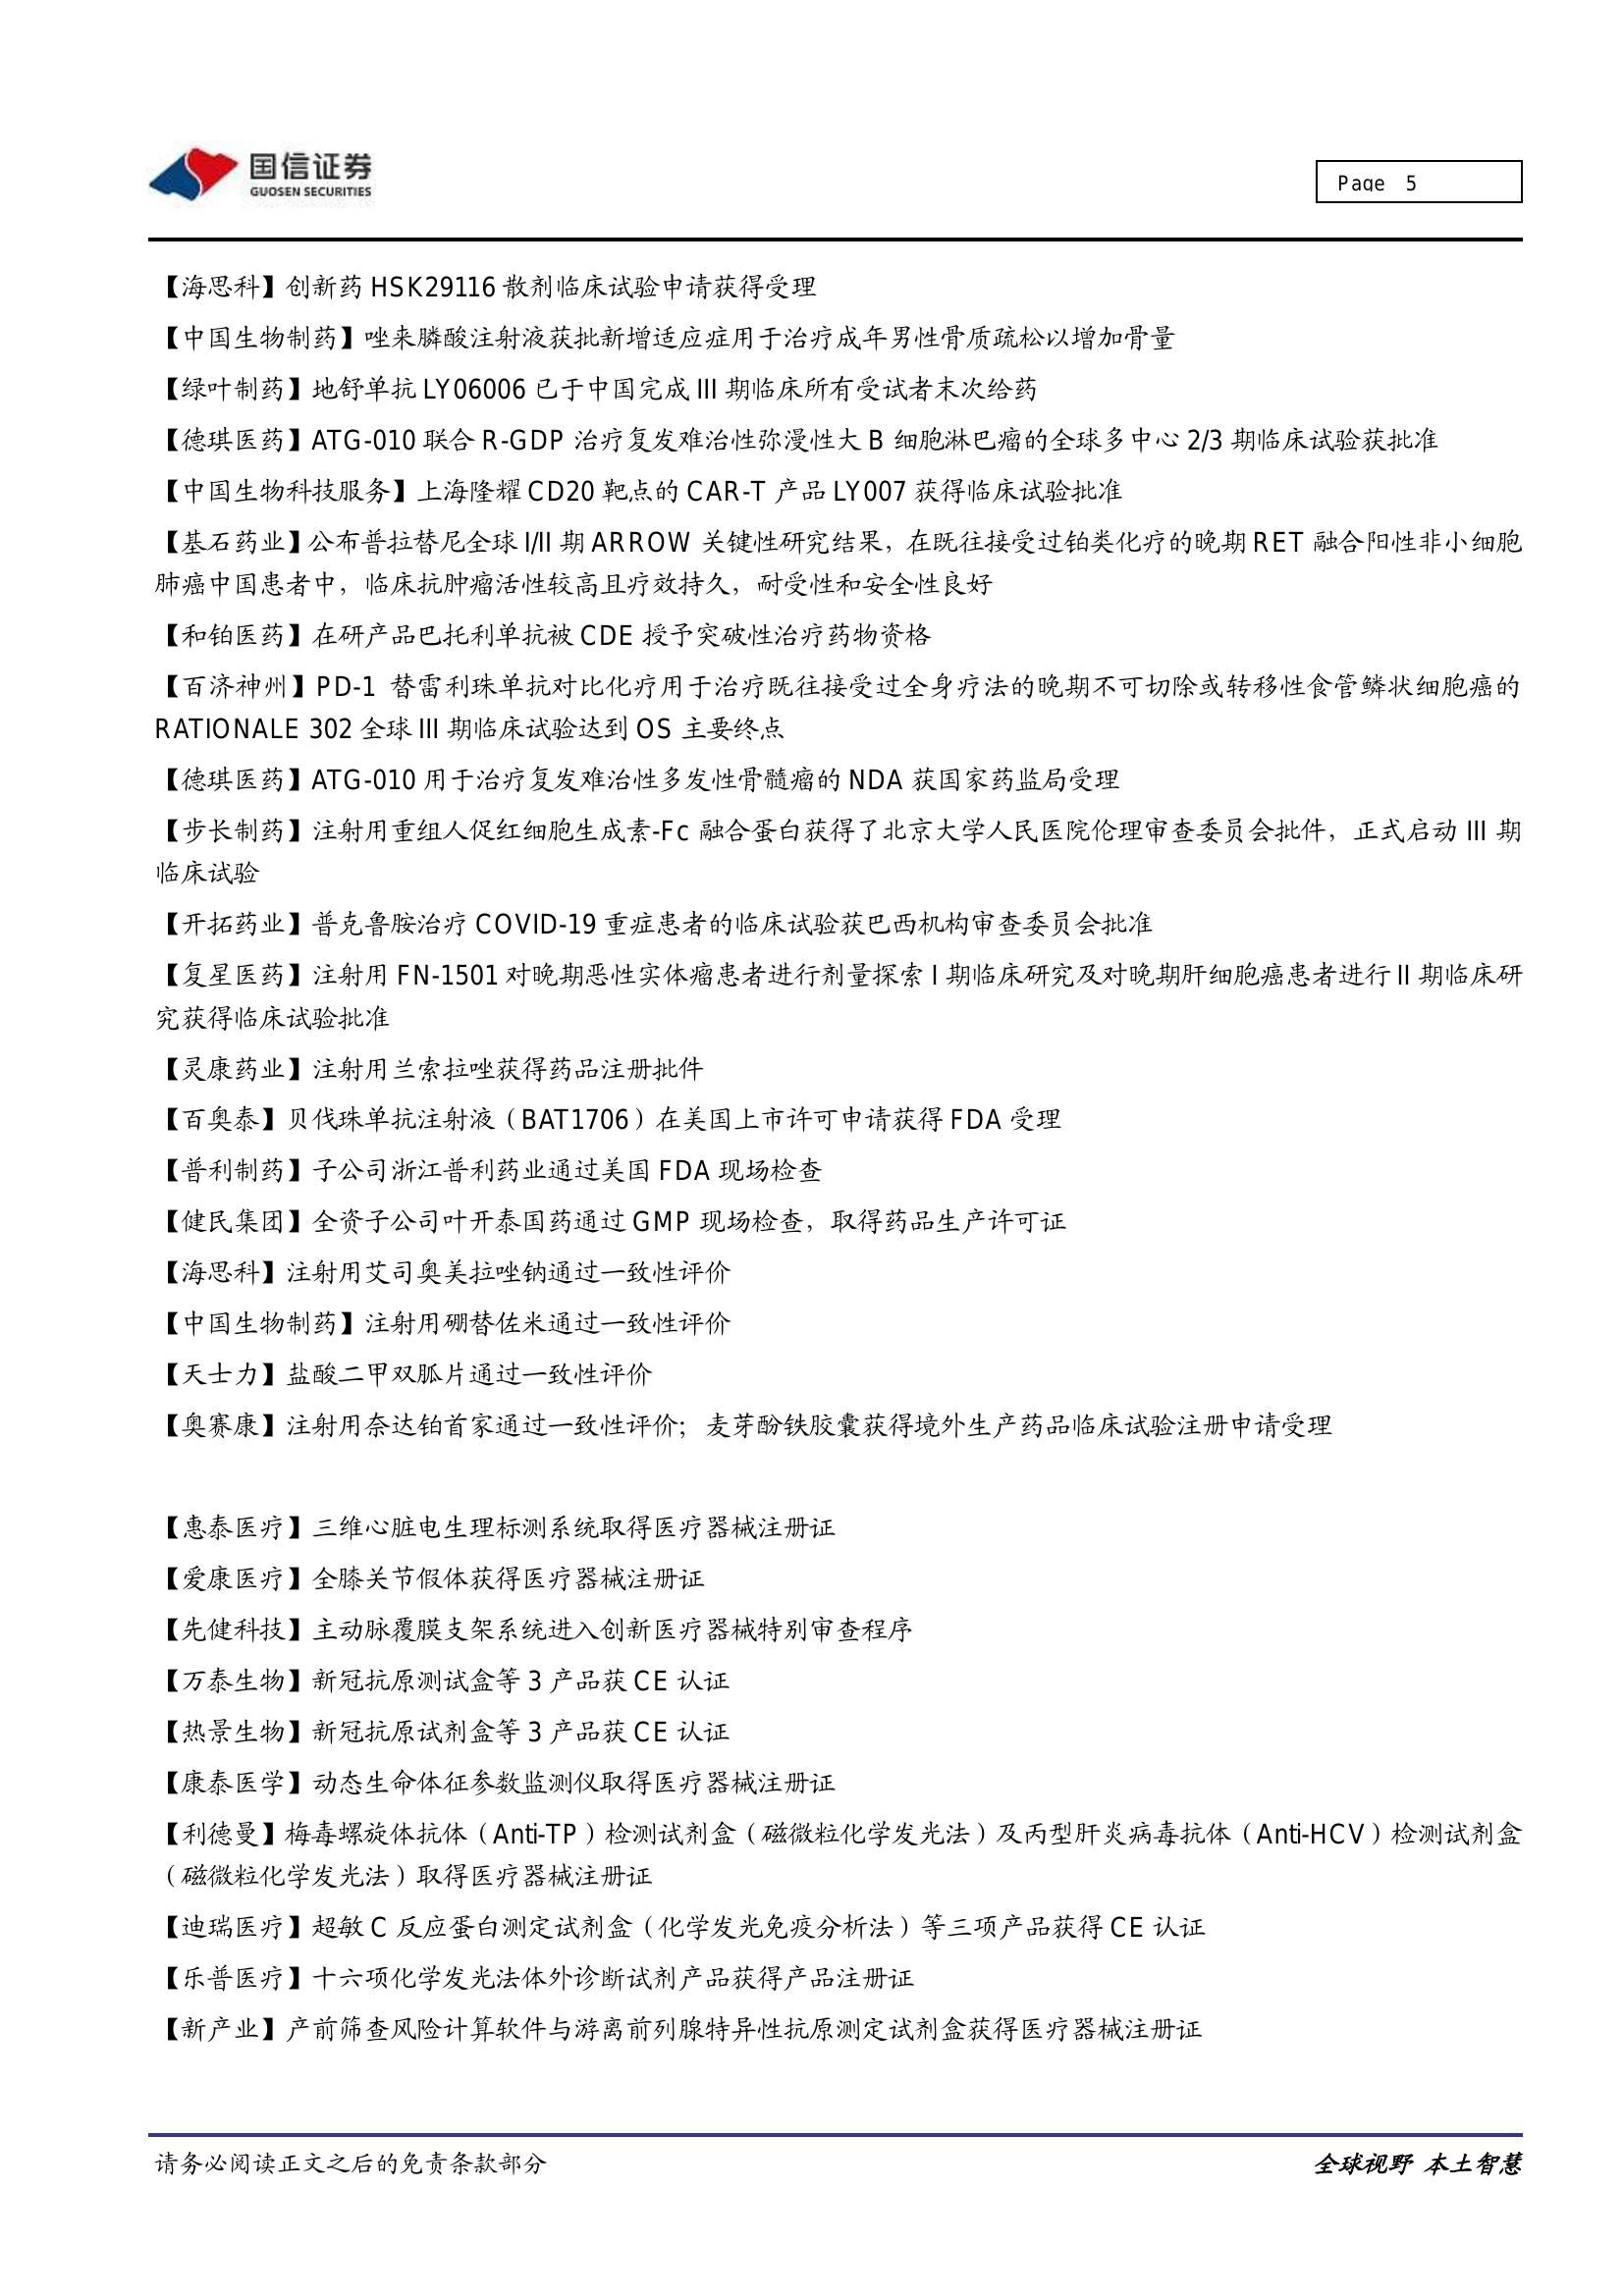 国信证券
GUOSEN SECURITIES
Page 5
【海思科】创新药 HSK29116 散剂临床试验申请获得受理
【中国生物制药】唑来膦酸注射液获批新增适应症用于治疗成年男性骨质疏松以增加骨量
【绿叶制药】地舒单抗 LY06006 已于中国完成 III 期临床所有受试者末次给药
【德琪医药】ATG-010 联合 R-GDP 治疗复发难治性弥漫性大 B 细胞淋巴瘤的全球多中心 2/3 期临床试验获批准
【中国生物科技服务】上海隆耀 CD20 靶点的 CAR-T 产品 LY007 获得临床试验批准
【基石药业】公布普拉替尼全球 I/II 期 ARROW 关键性研究结果，在既往接受过铂类化疗的晚期 RET 融合阳性非小细胞
肺癌中国患者中，临床抗肿瘤活性较高且疗效持久，耐受性和安全性良好
【和铂医药】在研产品巴托利单抗被 CDE 授予突破性治疗药物资格
【百济神州】PD-1 替雷利珠单抗对比化疗用于治疗既往接受过全身疗法的晚期不可切除或转移性食管鳞状细胞癌的
RATIONALE 302 全球 III 期临床试验达到 OS 主要终点
【德琪医药】ATG-010 用于治疗复发难治性多发性骨髓瘤的 NDA 获国家药监局受理
【步长制药】注射用重组人促红细胞生成素-Fc 融合蛋白获得了北京大学人民医院伦理审查委员会批件，正式启动 III 期
临床试验
【开拓药业】普克鲁胺治疗 COVID-19 重症患者的临床试验获巴西机构审查委员会批准
【复星医药】注射用 FN-1501 对晚期恶性实体瘤患者进行剂量探索 I 期临床研究及对晚期肝细胞癌患者进行 II 期临床研
究获得临床试验批准
【灵康药业】注射用兰索拉唑获得药品注册批件
【百奥泰】贝伐珠单抗注射液（BAT1706）在美国上市许可申请获得 FDA 受理
【普利制药】子公司浙江普利药业通过美国 FDA 现场检查
【健民集团】全资子公司叶开泰国药通过 GMP 现场检查，取得药品生产许可证
【海思科】注射用艾司奥美拉唑钠通过一致性评价
【中国生物制药】注射用硼替佐米通过一致性评价
【天士力】盐酸二甲双胍片通过一致性评价
【奥赛康】注射用奈达铂首家通过一致性评价；麦芽酚铁胶囊获得境外生产药品临床试验注册申请受理
【惠泰医疗】三维心脏电生理标测系统取得医疗器械注册证
【爱康医疗】全膝关节假体获得医疗器械注册证
【先健科技】主动脉覆膜支架系统进入创新医疗器械特别审查程序
【万泰生物】新冠抗原测试盒等 3 产品获 CE 认证
【热景生物】新冠抗原试剂盒等 3 产品获 CE 认证
【康泰医学】动态生命体征参数监测仪取得医疗器械注册证
【利德曼】梅毒螺旋体抗体（Anti-TP）检测试剂盒（磁微粒化学发光法）及丙型肝炎病毒抗体（Anti-HCV）检测试剂盒
（磁微粒化学发光法）取得医疗器械注册证
【迪瑞医疗】超敏 C 反应蛋白测定试剂盒（化学发光免疫分析法）等三项产品获得 CE 认证
【乐普医疗】十六项化学发光法体外诊断试剂产品获得产品注册证
【新产业】产前筛查风险计算软件与游离前列腺特异性抗原测定试剂盒获得医疗器械注册证
请务必阅读正文之后的免责条款部分
全球视野 本土智慧